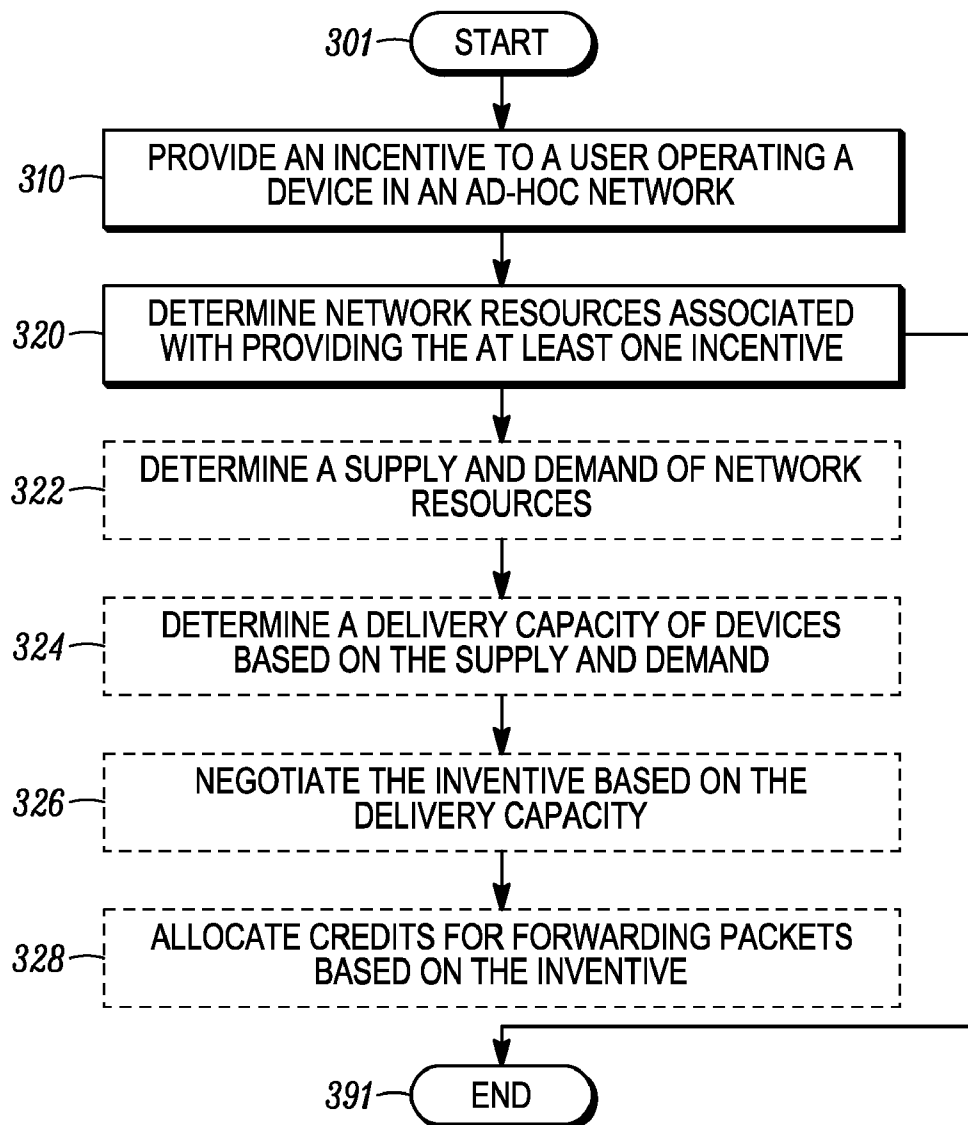 301 START
310 PROVIDE AN INCENTIVE TO A USER OPERATING A
DEVICE IN AN AD-HOC NETWORK
320 DETERMINE NETWORK RESOURCES ASSOCIATED
WITH PROVIDING THE AT LEAST ONE INCENTIVE
322 DETERMINE A SUPPLY AND DEMAND OF NETWORK
RESOURCES
324 DETERMINE A DELIVERY CAPACITY OF DEVICES
BASED ON THE SUPPLY AND DEMAND
326 NEGOTIATE THE INVENTIVE BASED ON THE
DELIVERY CAPACITY
328 ALLOCATE CREDITS FOR FORWARDING PACKETS
BASED ON THE INVENTIVE
391 END